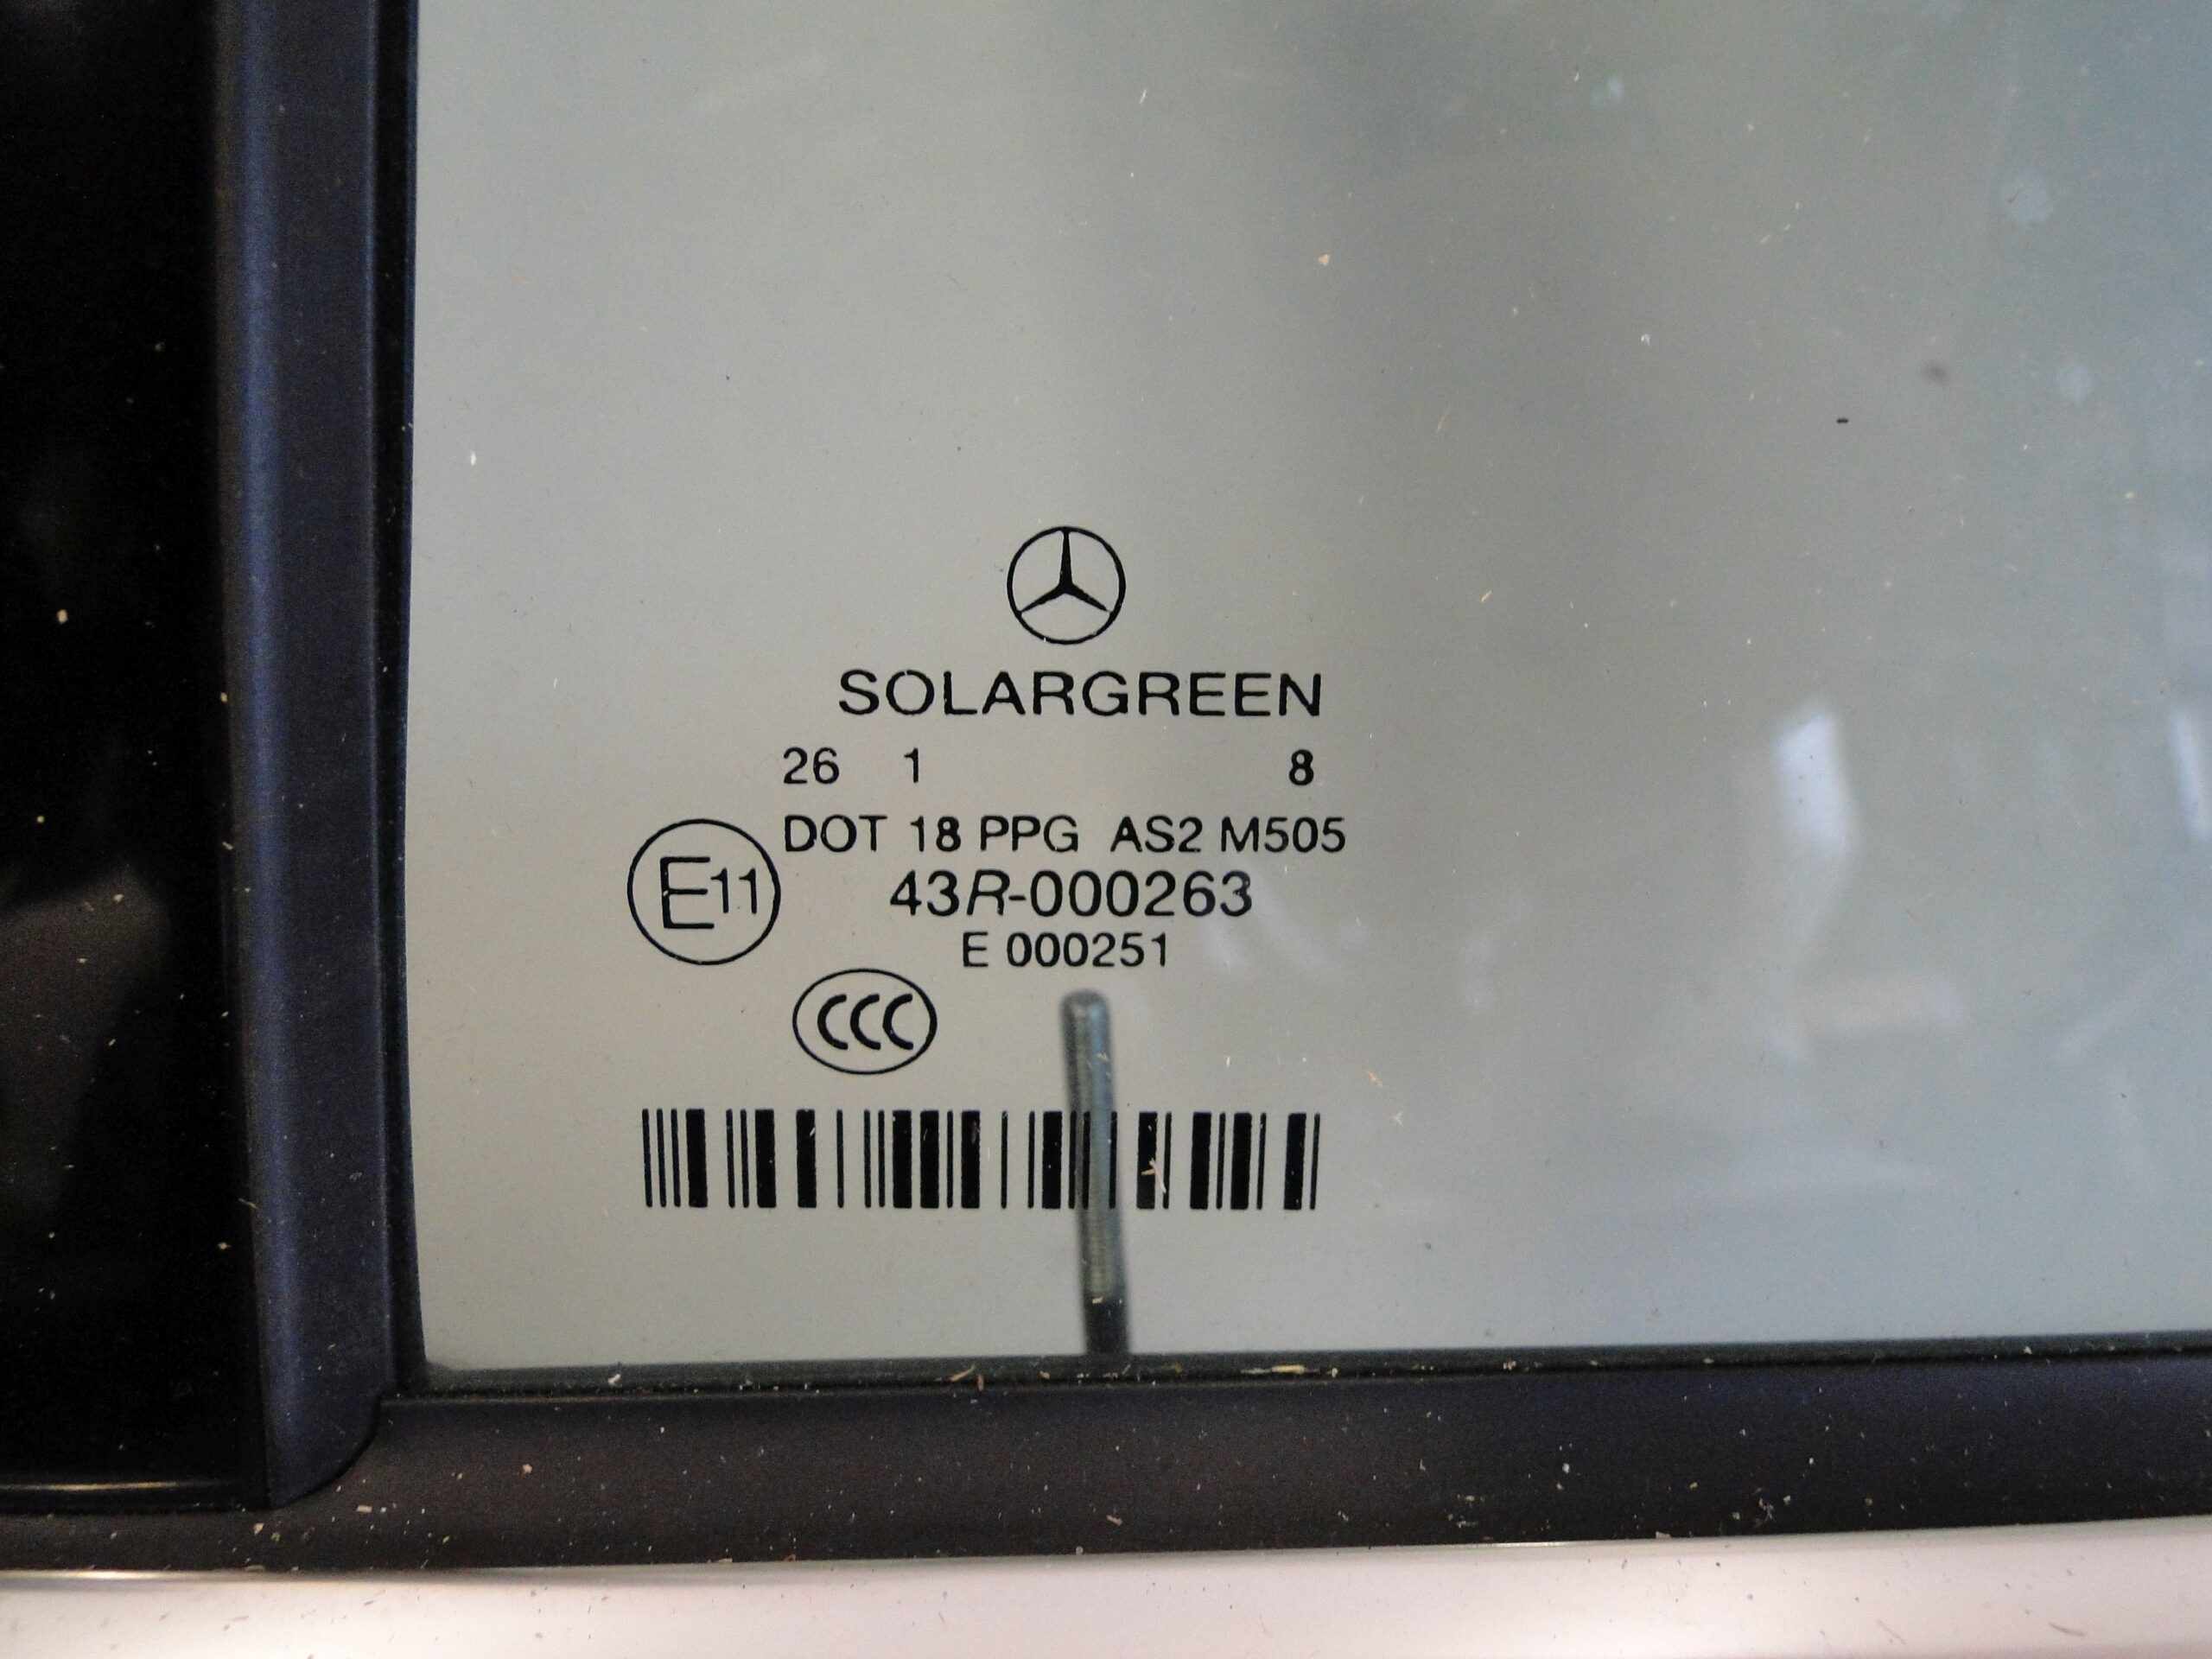 SOLARGREEN
26 1 8
DOT 18 PPG AS2 M505
E11 43R-000263
E 000251
CCC